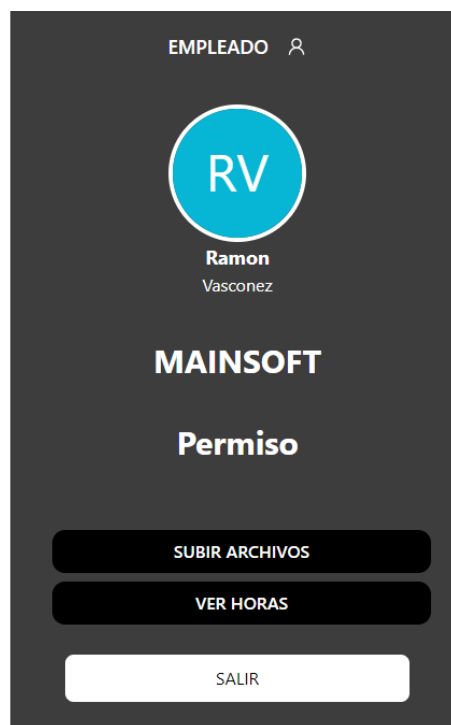 EMPLEADO
RV
Ramon
Vasconez
MAINSOFT
Permiso
SUBIR ARCHIVOS
VER HORAS
SALIR